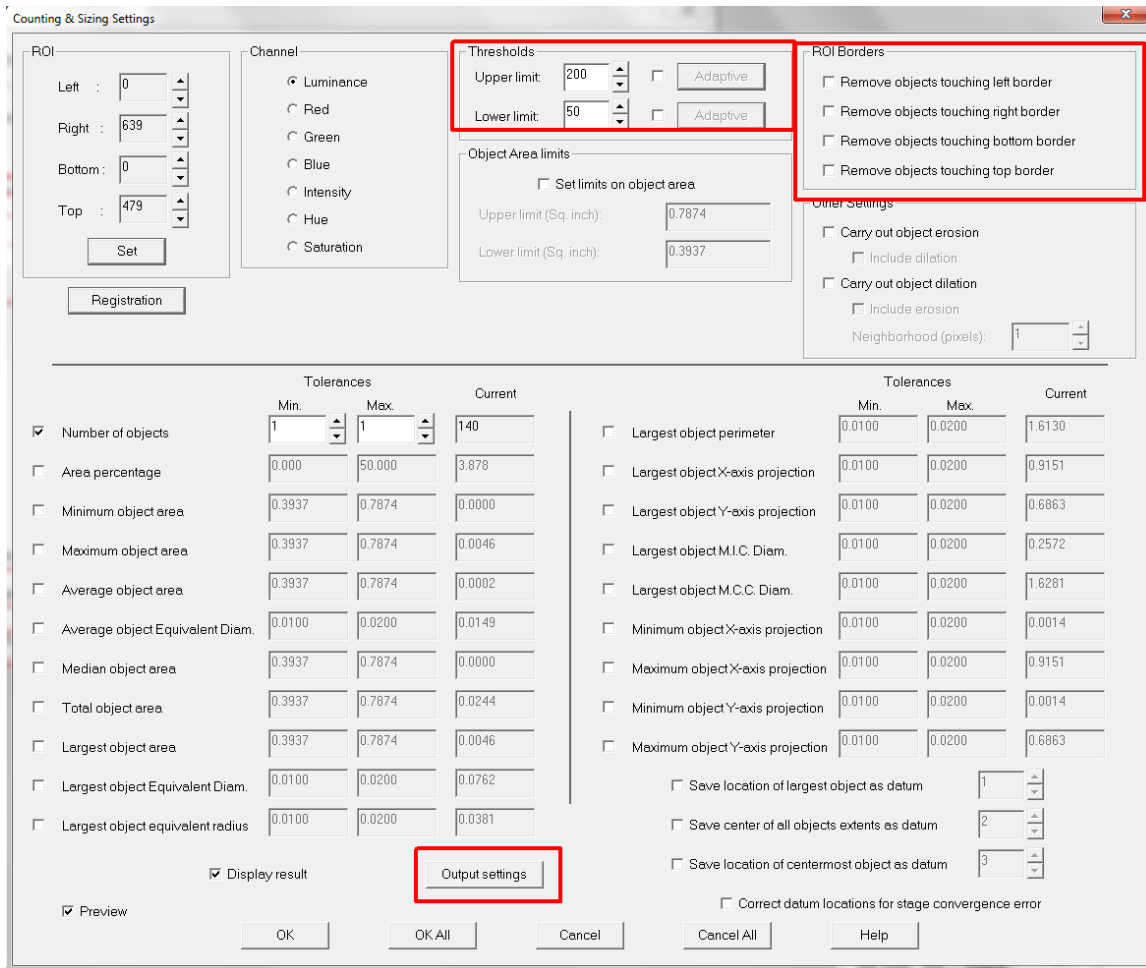 Counting & Sizing Settings
x
ROI
Left : 0
Right : 639
Bottom : 0
Top : 479
Set
Registration
Channel
Luminance
Red
Green
Blue
Intensity
Hue
Saturation
Thresholds
Upper limit: 200 Adaptive
Lower limit: 50 Adaptive
Object Area limits
Set limits on object area
Upper limit (Sq. inch): 0.7874
Lower limit (Sq. inch): 0.3937
ROI Borders
Remove objects touching left border
Remove objects touching right border
Remove objects touching bottom border
Remove objects touching top border
Other Settings
Carry out object erosion
Include dilation
Carry out object dilation
Include erosion
Neighborhood (pixels): 1
Tolerances
Min. Max. Current
Number of objects 1 1 140
Area percentage 0.000 50.000 3.878
Minimum object area 0.3937 0.7874 0.0000
Maximum object area 0.3937 0.7874 0.0046
Average object area 0.3937 0.7874 0.0002
Average object Equivalent Diam. 0.0100 0.0200 0.0149
Median object area 0.3937 0.7874 0.0000
Total object area 0.3937 0.7874 0.0244
Largest object area 0.3937 0.7874 0.0046
Largest object Equivalent Diam. 0.0100 0.0200 0.0762
Largest object equivalent radius 0.0100 0.0200 0.0381
Tolerances
Min. Max. Current
Largest object perimeter 0.0100 0.0200 1.6130
Largest object X-axis projection 0.0100 0.0200 0.9151
Largest object Y-axis projection 0.0100 0.0200 0.6863
Largest object M.I.C. Diam. 0.0100 0.0200 0.2572
Largest object M.C.C. Diam. 0.0100 0.0200 1.6281
Minimum object X-axis projection 0.0100 0.0200 0.0014
Maximum object X-axis projection 0.0100 0.0200 0.9151
Minimum object Y-axis projection 0.0100 0.0200 0.0014
Maximum object Y-axis projection 0.0100 0.0200 0.6863
Save location of largest object as datum 1
Save center of all objects extents as datum 2
Save location of centermost object as datum 3
Correct datum locations for stage convergence error
Display result
Output settings
Preview
OK
OK All
Cancel
Cancel All
Help